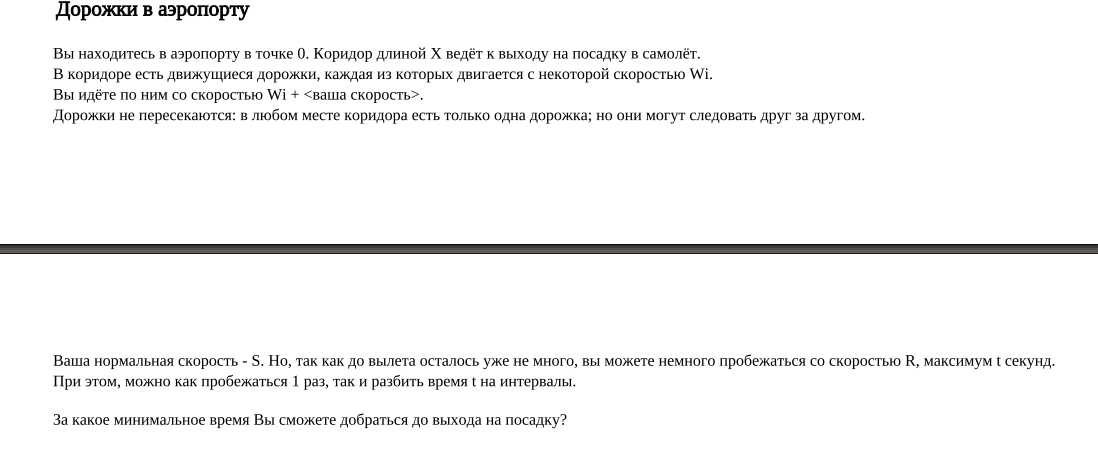 Дорожки в аэропорту
Вы находитесь в аэропорту в точке 0. Коридор длиной X ведёт к выходу на посадку в самолёт.
В коридоре есть движущиеся дорожки, каждая из которых двигается с некоторой скоростью Wi.
Вы идёте по ним со скоростью Wi + <ваша скорость>.
Дорожки не пересекаются: в любом месте коридора есть только одна дорожка; но они могут следовать друг за другом.
Ваша нормальная скорость - S. Но, так как до вылета осталось уже не много, вы можете немного пробежаться со скоростью R, максимум t секунд.
При этом, можно как пробежаться 1 раз, так и разбить время t на интервалы.
За какое минимальное время Вы сможете добраться до выхода на посадку?